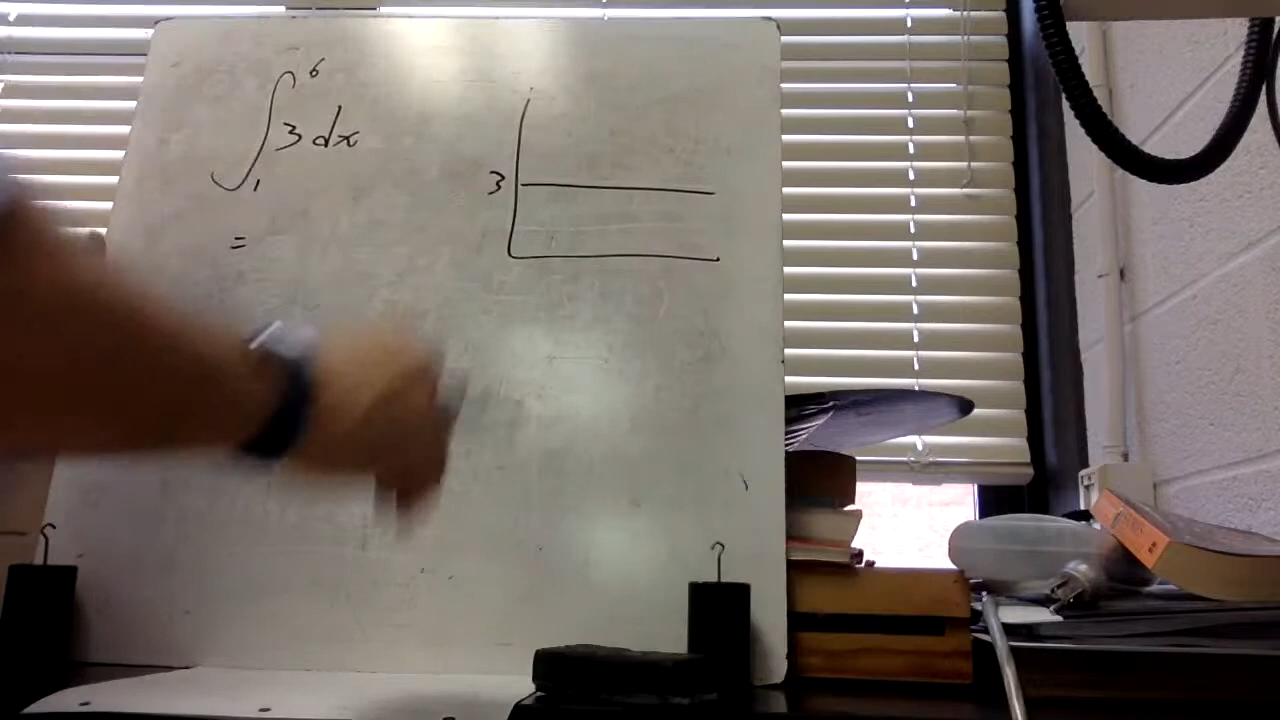 ∫₁⁶ 3 dx
=
3